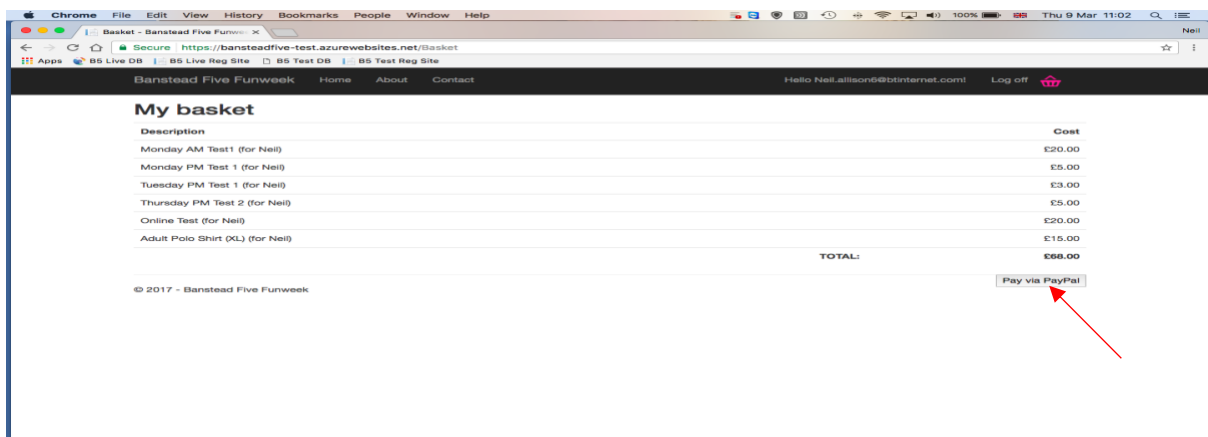 Chrome File Edit View History Bookmarks People Window Help 100% Thu 9 Mar 11:02
Basket - Banstead Five Funwe Neil
Secure https://bansteadfive-test.azurewebsites.net/Basket
Apps B5 Live DB B5 Live Reg Site B5 Test DB B5 Test Reg Site
Banstead Five Funweek Home About Contact Hello Neil.allison6@btinternet.com! Log off
My basket
Description Cost
Monday AM Test1 (for Neil) £20.00
Monday PM Test 1 (for Neil) £5.00
Tuesday PM Test 1 (for Neil) £3.00
Thursday PM Test 2 (for Neil) £5.00
Online Test (for Neil) £20.00
Adult Polo Shirt (XL) (for Neil) £15.00
TOTAL: £68.00
Pay via PayPal
© 2017 - Banstead Five Funweek